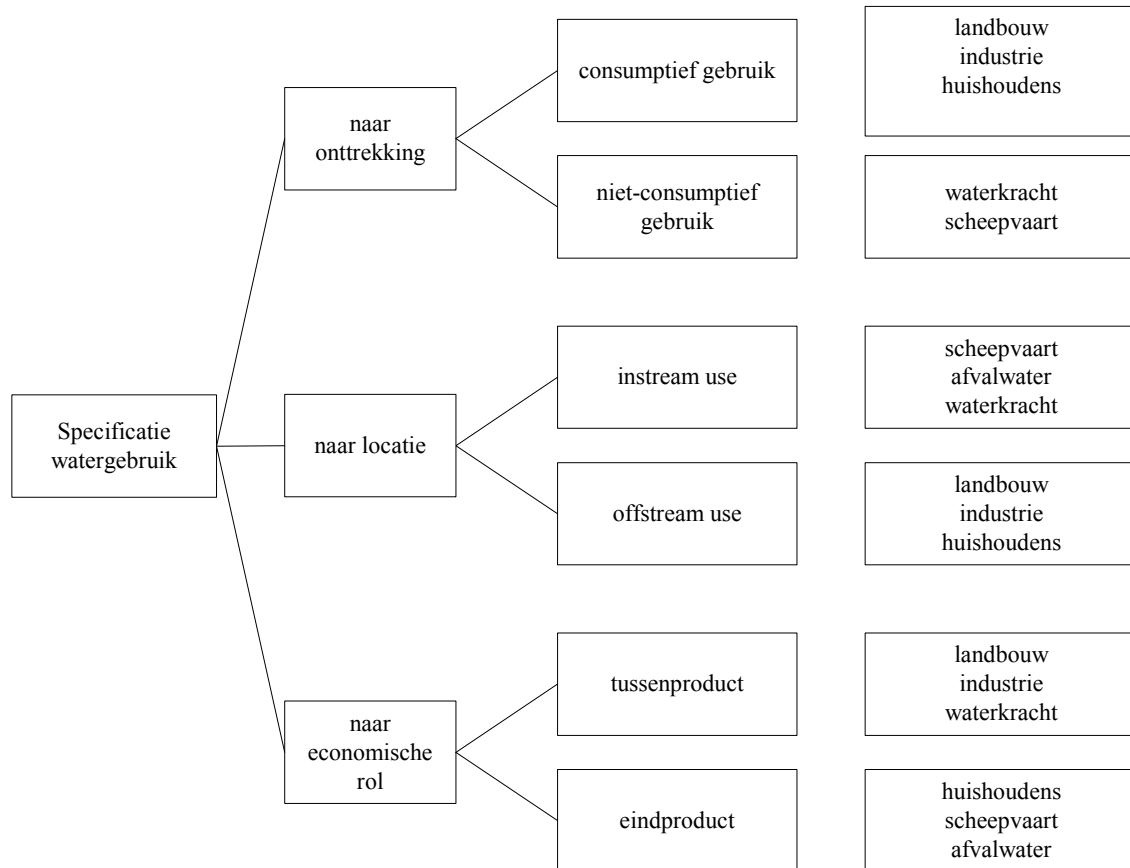 Specificatie
watergebruik
naar
onttrekking
consumptief gebruik
landbouw
industrie
huishoudens
niet-consumptief
gebruik
waterkracht
scheepvaart
naar locatie
instream use
scheepvaart
afvalwater
waterkracht
offstream use
landbouw
industrie
huishoudens
naar
economische
rol
tussenproduct
landbouw
industrie
waterkracht
eindproduct
huishoudens
scheepvaart
afvalwater